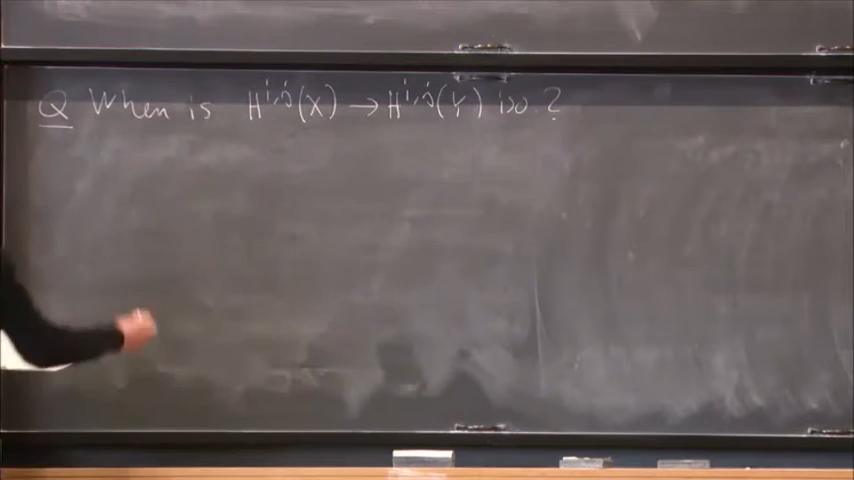 Q When is H^{i,j}(X) → H^{i,j}(Y) iso?